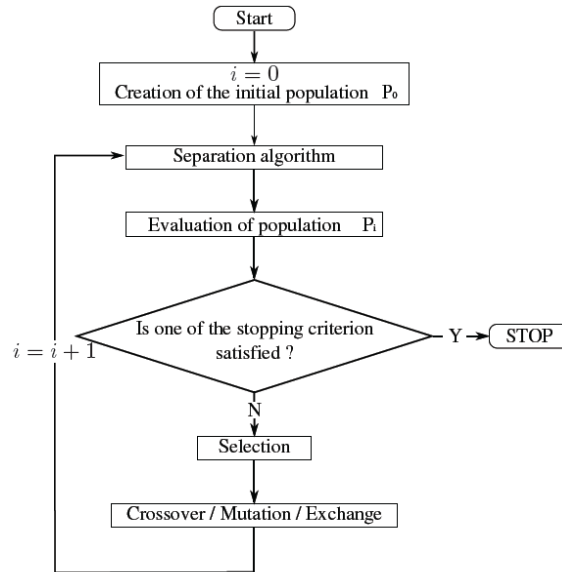 Start
i = 0
Creation of the initial population P₀
Separation algorithm
Evaluation of population Pᵢ
Is one of the stopping criterion
satisfied ?
Y
STOP
i = i + 1
N
Selection
Crossover / Mutation / Exchange